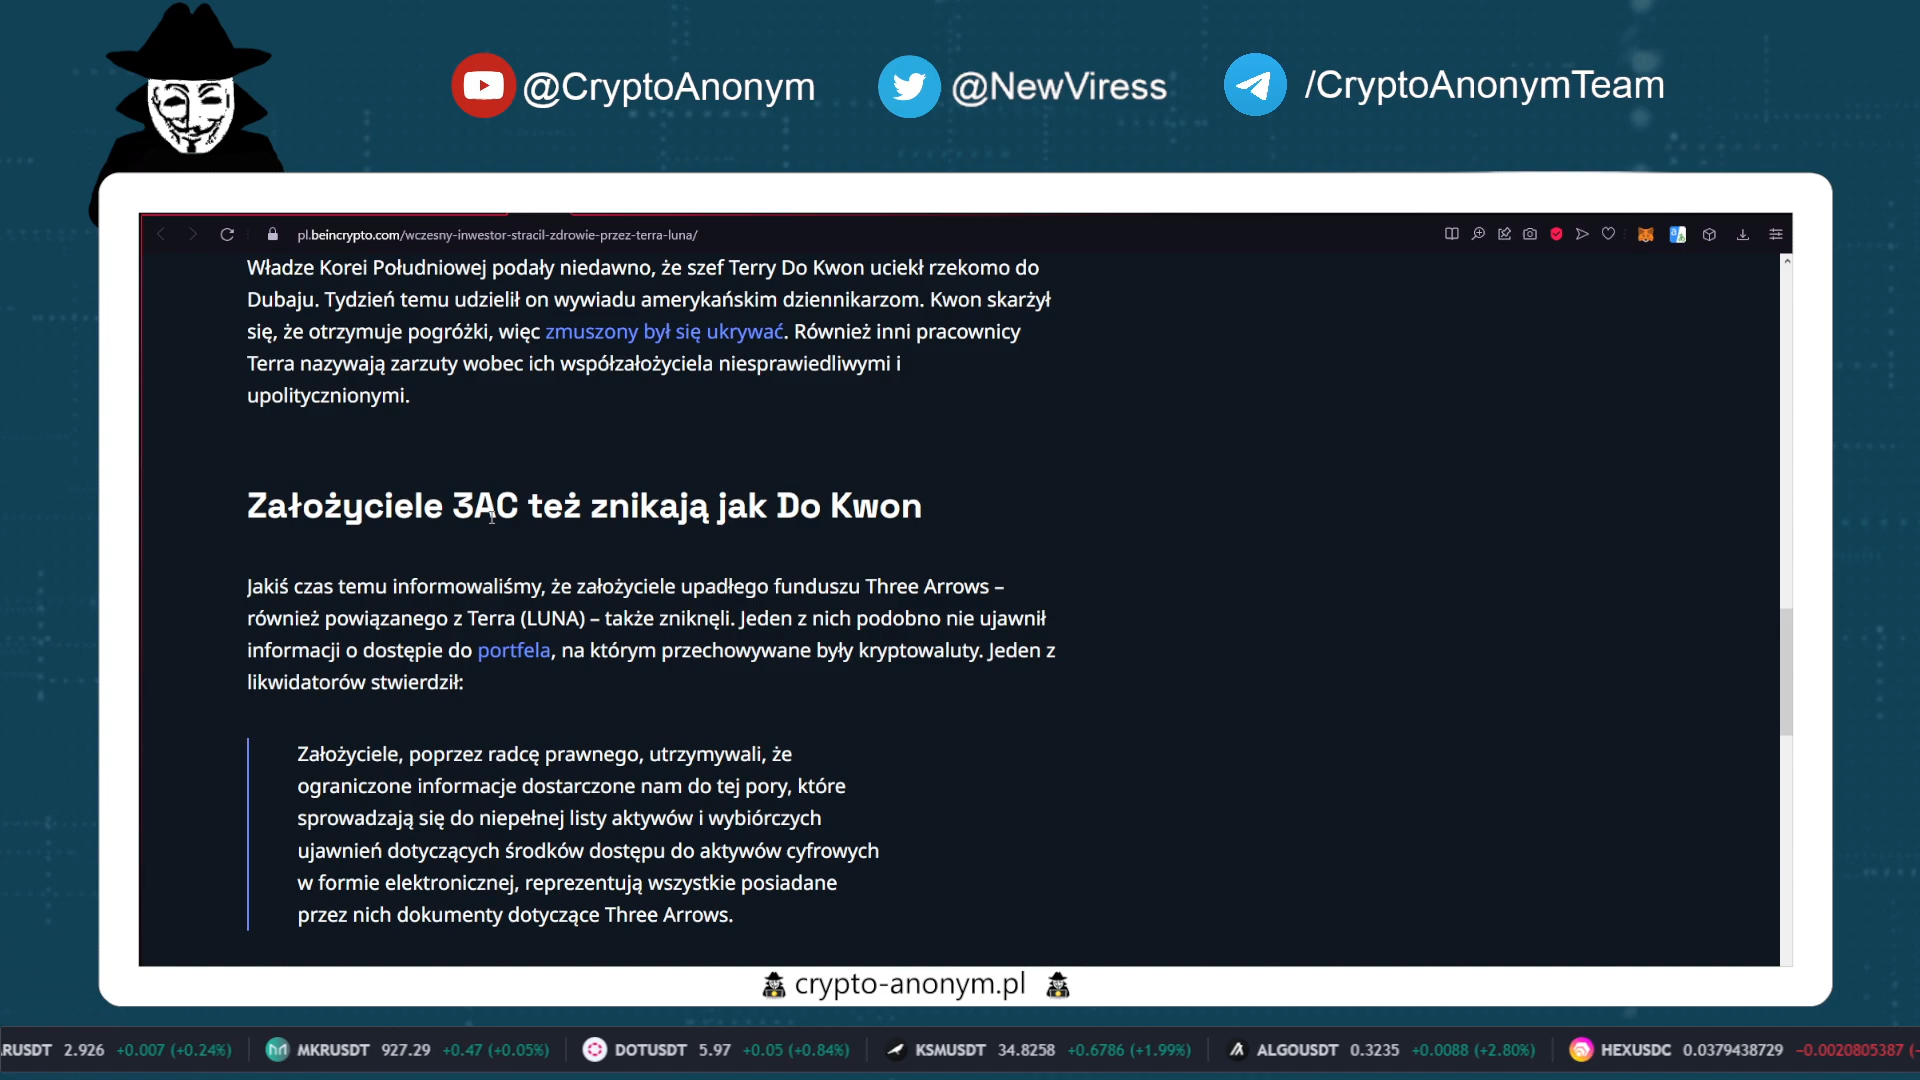 @CryptoAnonym
@NewViress
/CryptoAnonymTeam
pl.beincrypto.com/wczesny-inwestor-stracil-zdrowie-przez-terra-luna/
Władze Korei Południowej podały niedawno, że szef Terry Do Kwon uciekł rzekomo do
Dubaju. Tydzień temu udzielił on wywiadu amerykańskim dziennikarzom. Kwon skarżył
się, że otrzymuje pogróżki, więc zmuszony był się ukrywać. Również inni pracownicy
Terra nazywają zarzuty wobec ich współzałożyciela niesprawiedliwymi i
upolitycznionymi.
Założyciele 3AC też znikają jak Do Kwon
Jakiś czas temu informowaliśmy, że założyciele upadłego funduszu Three Arrows –
również powiązanego z Terra (LUNA) – także zniknęli. Jeden z nich podobno nie ujawnił
informacji o dostępie do portfela, na którym przechowywane były kryptowaluty. Jeden z
likwidatorów stwierdził:
Założyciele, poprzez radcę prawnego, utrzymywali, że
ograniczone informacje dostarczone nam do tej pory, które
sprowadzają się do niepełnej listy aktywów i wybiórczych
ujawnień dotyczących środków dostępu do aktywów cyfrowych
w formie elektronicznej, reprezentują wszystkie posiadane
przez nich dokumenty dotyczące Three Arrows.
crypto-anonym.pl
RUSDT 2.926 +0.007 (+0.24%) MKRUSDT 927.29 +0.47 (+0.05%) DOTUSDT 5.97 +0.05 (+0.84%) KSMUSDT 34.8258 +0.6786 (+1.99%) ALGOUSDT 0.3235 +0.0088 (+2.80%) HEXUSDC 0.0379438729 −0.0020805387 (−